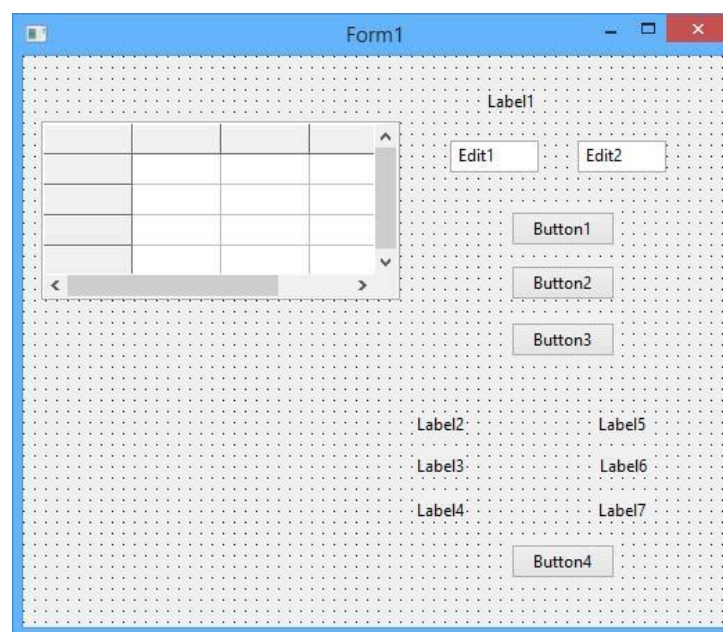 Form1
Label1
Edit1 Edit2
Button1
Button2
Button3
Label2 Label5
Label3 Label6
Label4 Label7
Button4